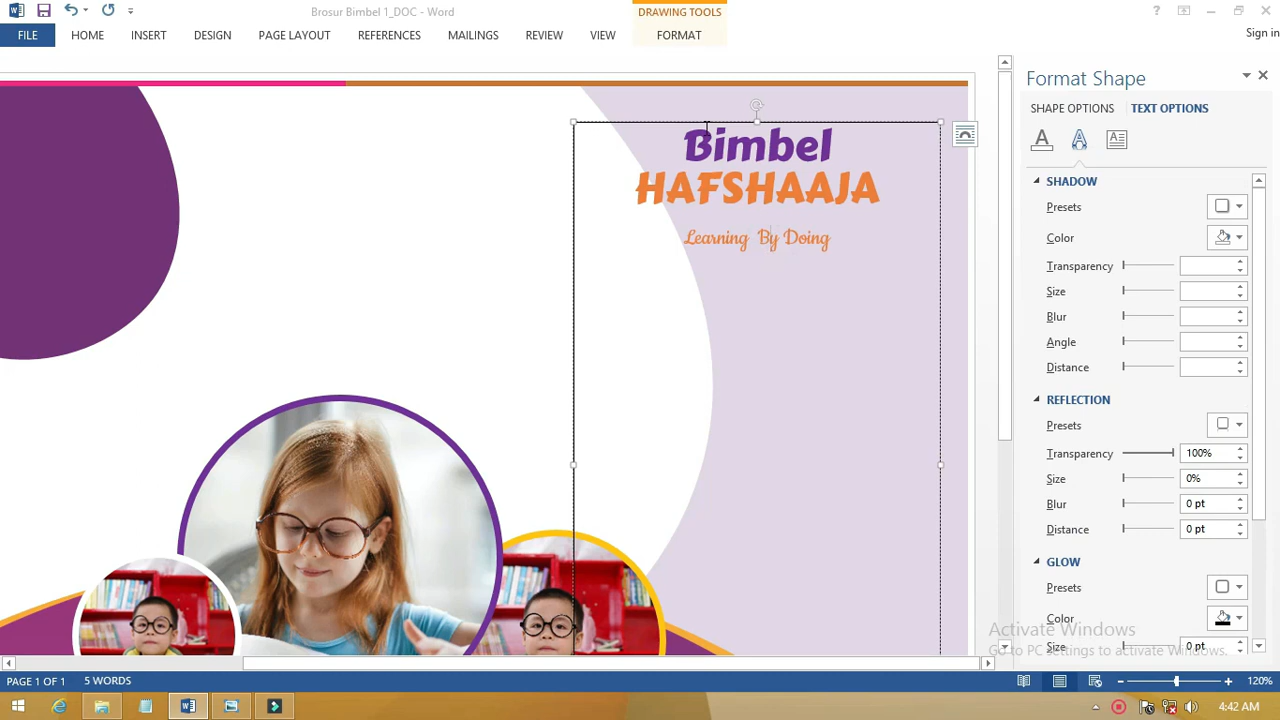 Brosur Bimbel 1_DOC - Word
DRAWING TOOLS
? 
FILE HOME INSERT DESIGN PAGE LAYOUT REFERENCES MAILINGS REVIEW VIEW FORMAT Sign in
Format Shape
SHAPE OPTIONS TEXT OPTIONS
Bimbel
HAFSHAAJA
Learning By Doing
SHADOW
Presets
Color
Transparency
Size
Blur
Angle
Distance
REFLECTION
Presets
Transparency 100%
Size 0%
Blur 0 pt
Distance 0 pt
GLOW
Presets
Color
Size 0 pt
Activate Windows
Go to PC settings to activate Windows.
PAGE 1 OF 1 5 WORDS 120%
4:42 AM